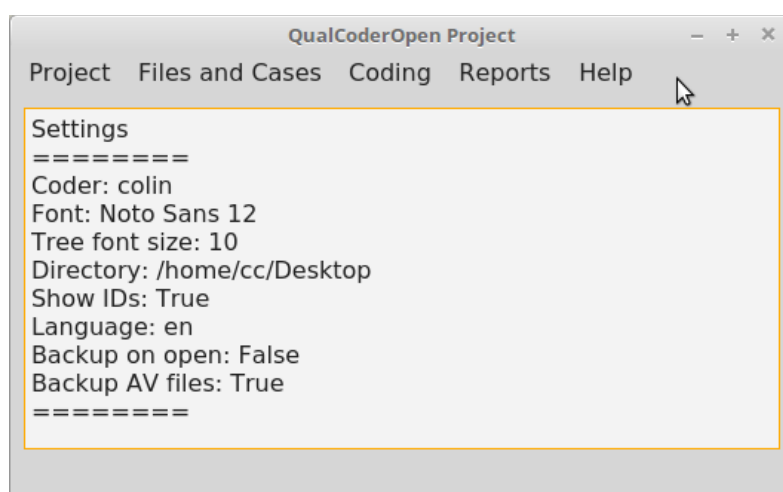 QualCoderOpen Project
Project Files and Cases Coding Reports Help
Settings
========
Coder: colin
Font: Noto Sans 12
Tree font size: 10
Directory: /home/cc/Desktop
Show IDs: True
Language: en
Backup on open: False
Backup AV files: True
========